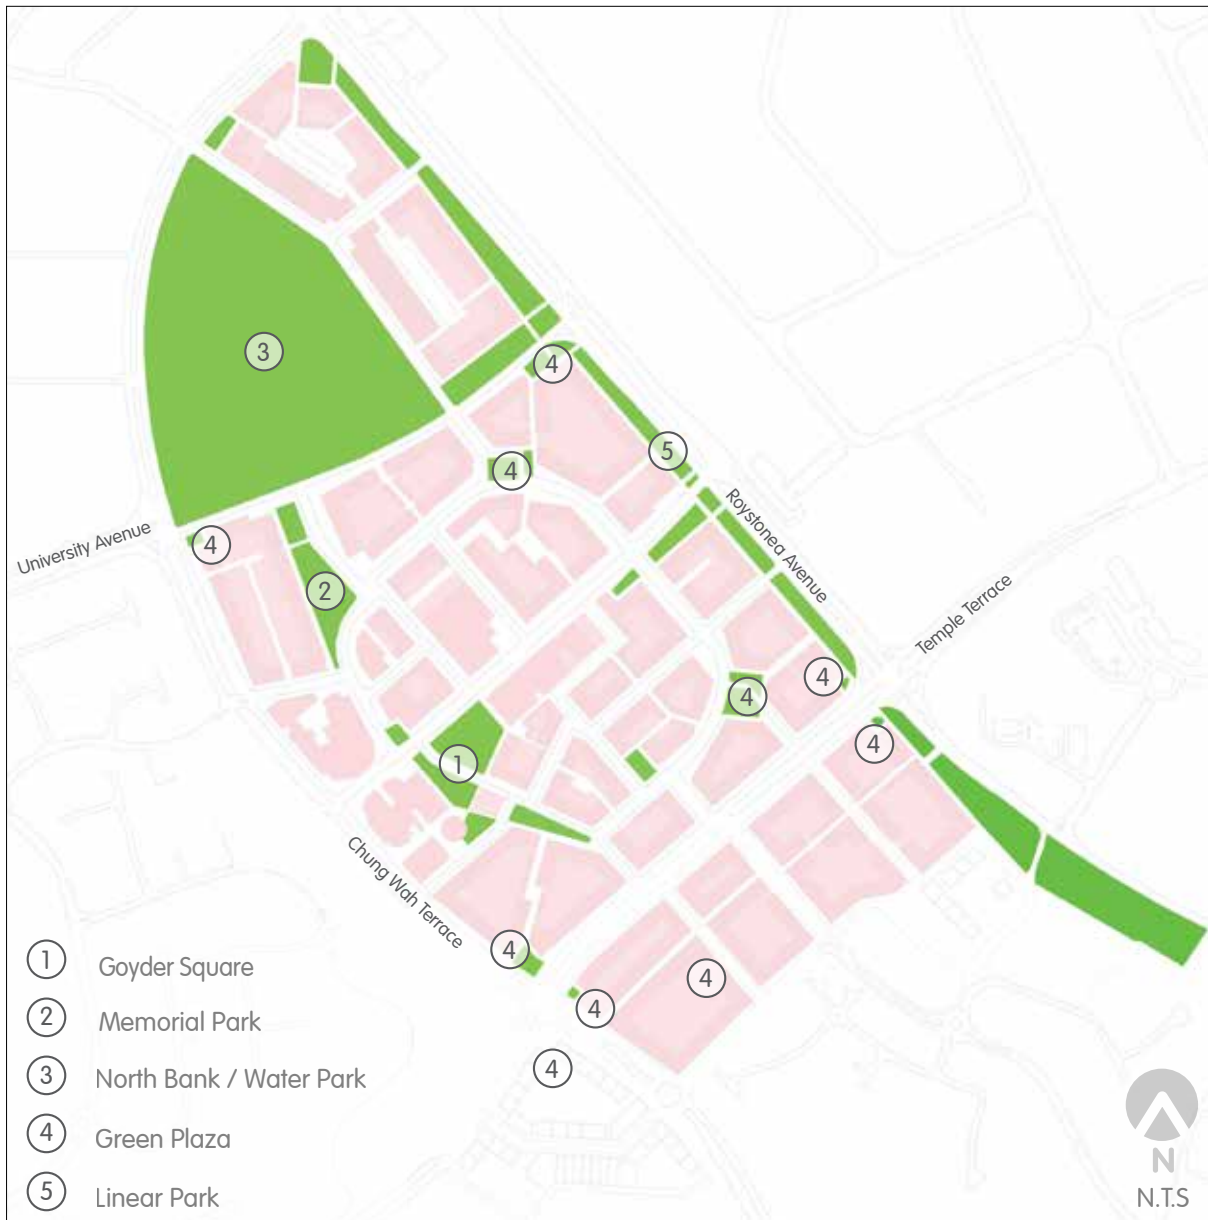 3
4
5
4
Roystonea Avenue
University Avenue
4
2
Temple Terrace
4
4
4
1
Chung Wah Terrace
4
4
4
4
1 Goyder Square
2 Memorial Park
3 North Bank / Water Park
4 Green Plaza
5 Linear Park
N
N.T.S